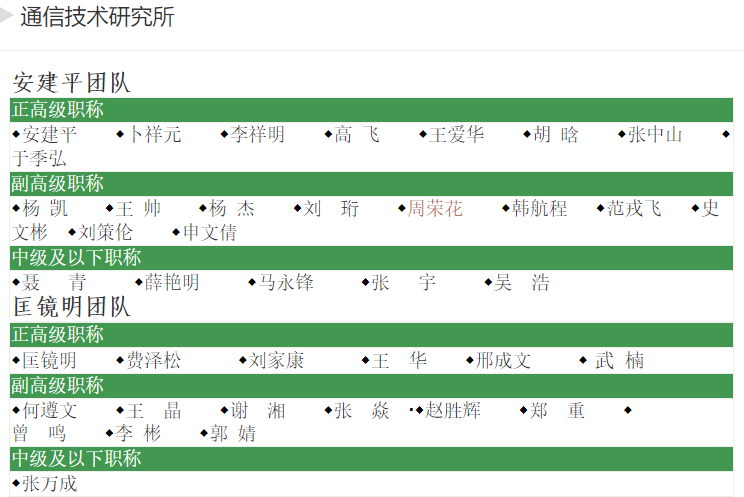 通信技术研究所
安建平团队
正高级职称
◆安建平 ◆卜祥元 ◆李祥明 ◆高 飞 ◆王爱华 ◆胡 晗 ◆张中山 ◆
于季弘
副高级职称
◆杨 凯 ◆王 帅 ◆杨 杰 ◆刘 珩 ◆周荣花 ◆韩航程 ◆范戎飞 ◆史
文彬 ◆刘策伦 ◆申文倩
中级及以下职称
◆聂 青 ◆薛艳明 ◆马永锋 ◆张 宇 ◆吴 浩
匡镜明团队
正高级职称
◆匡镜明 ◆费泽松 ◆刘家康 ◆王 华 ◆邢成文 ◆ 武 楠
副高级职称
◆何遵文 ◆王 晶 ◆谢 湘 ◆张 焱 ·◆赵胜辉 ◆郑 重 ◆
曾 鸣 ◆李 彬 ◆郭 婧
中级及以下职称
◆张万成